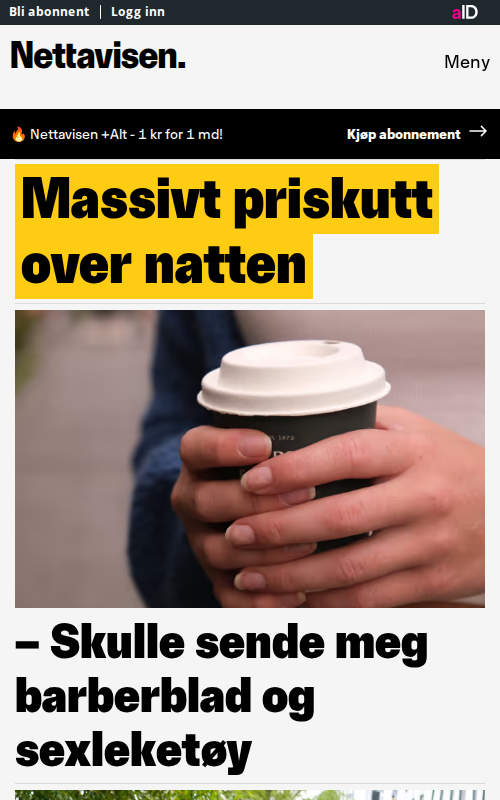 Bli abonnent | Logg inn
aID
Nettavisen.
Meny
🔥 Nettavisen +Alt - 1 kr for 1 md!
Kjøp abonnement →
Massivt priskutt
over natten
– Skulle sende meg
barberblad og
sexleketøy